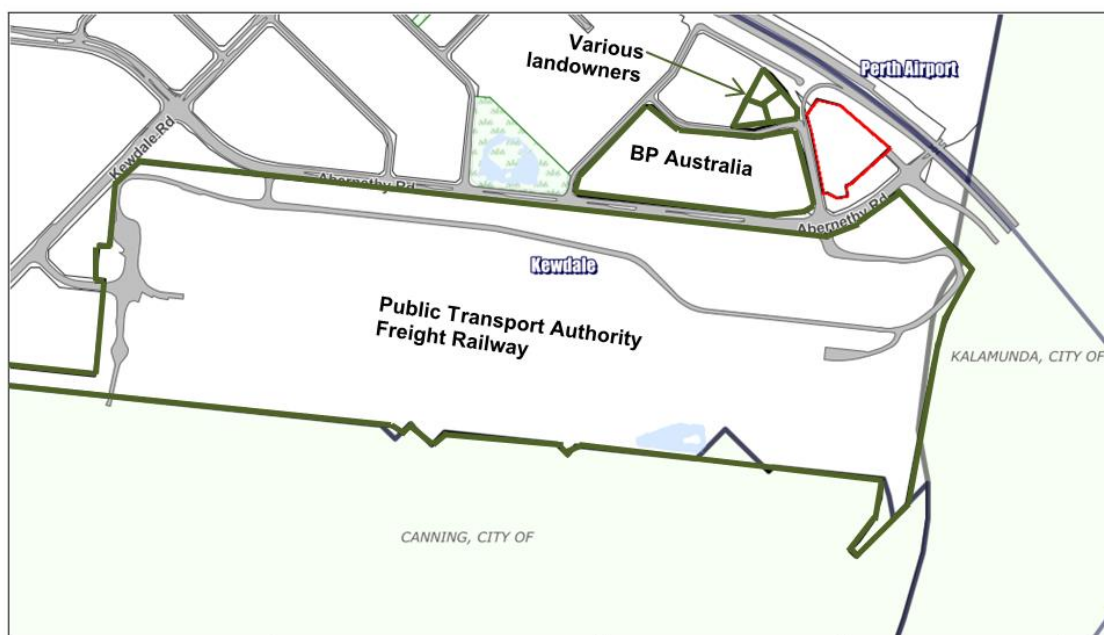 Various
landowners
Perth Airport
BP Australia
Kewdale Rd
Abernethy Rd
Abernethy Rd
Kewdale
Public Transport Authority
Freight Railway
KALAMUNDA, CITY OF
CANNING, CITY OF